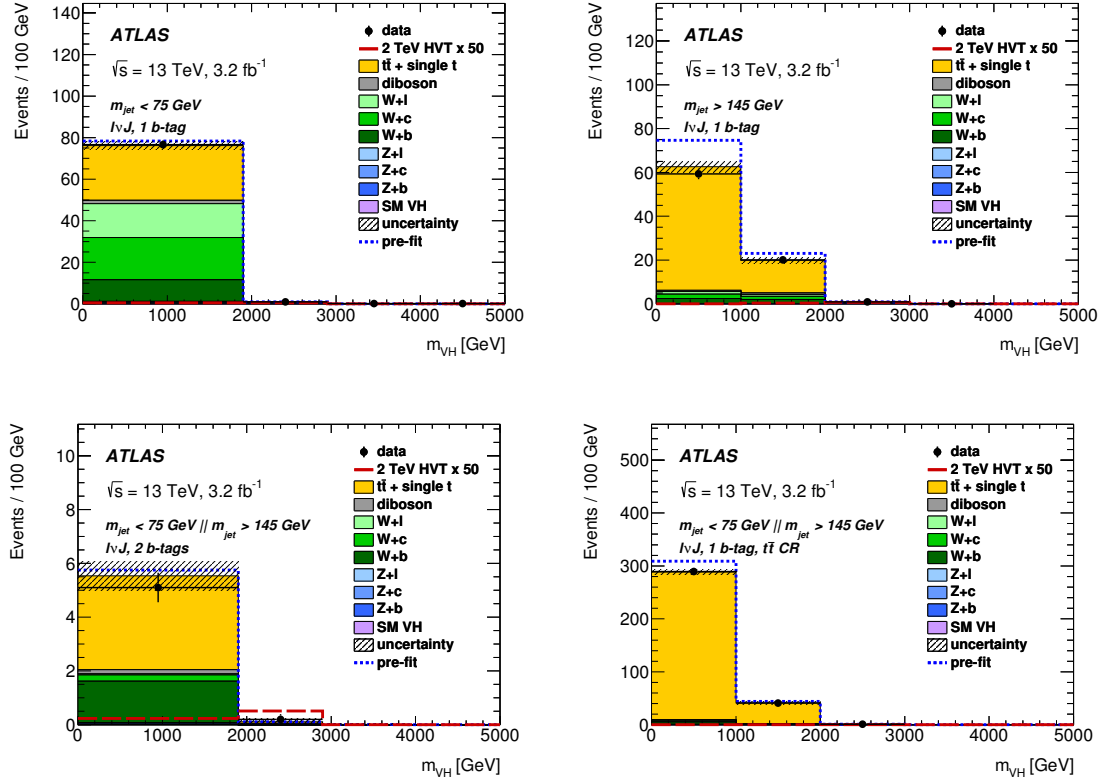 Events / 100 GeV
140
120
100
80
60
40
20
0
ATLAS
√s = 13 TeV, 3.2 fb⁻¹
m_jet < 75 GeV
lνJ, 1 b-tag
data
2 TeV HVT x 50
tt̄ + single t
diboson
W+l
W+c
W+b
Z+l
Z+c
Z+b
SM VH
uncertainty
pre-fit
0 1000 2000 3000 4000 5000
m_VH [GeV]
Events / 100 GeV
120
100
80
60
40
20
0
ATLAS
√s = 13 TeV, 3.2 fb⁻¹
m_jet > 145 GeV
lνJ, 1 b-tag
data
2 TeV HVT x 50
tt̄ + single t
diboson
W+l
W+c
W+b
Z+l
Z+c
Z+b
SM VH
uncertainty
pre-fit
0 1000 2000 3000 4000 5000
m_VH [GeV]
Events / 100 GeV
10
8
6
4
2
0
ATLAS
√s = 13 TeV, 3.2 fb⁻¹
m_jet < 75 GeV || m_jet > 145 GeV
lνJ, 2 b-tags
data
2 TeV HVT x 50
tt̄ + single t
diboson
W+l
W+c
W+b
Z+l
Z+c
Z+b
SM VH
uncertainty
pre-fit
0 1000 2000 3000 4000 5000
m_VH [GeV]
Events / 100 GeV
500
400
300
200
100
0
ATLAS
√s = 13 TeV, 3.2 fb⁻¹
m_jet < 75 GeV || m_jet > 145 GeV
lνJ, 1 b-tag, tt̄ CR
data
2 TeV HVT x 50
tt̄ + single t
diboson
W+l
W+c
W+b
Z+l
Z+c
Z+b
SM VH
uncertainty
pre-fit
0 1000 2000 3000 4000 5000
m_VH [GeV]